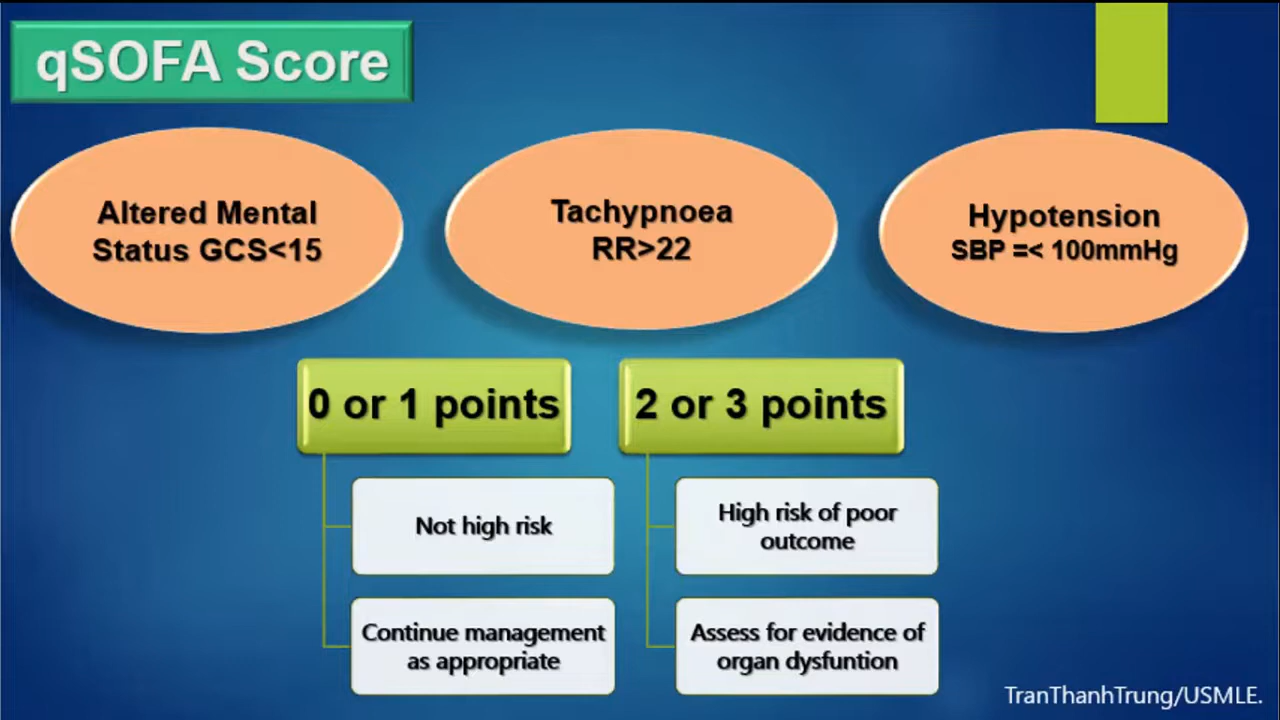 qSOFA Score
Altered Mental
Status GCS<15
Tachypnoea
RR>22
Hypotension
SBP =< 100mmHg
0 or 1 points
2 or 3 points
Not high risk
High risk of poor
outcome
Continue management
as appropriate
Assess for evidence of
organ dysfuntion
TranThanhTrung/USMLE.